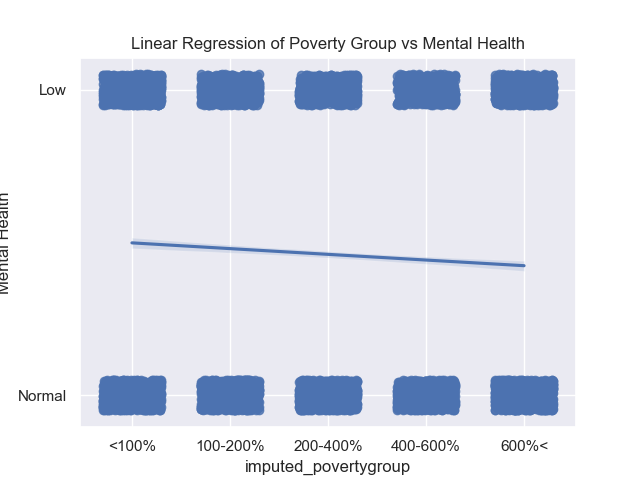 Linear Regression of Poverty Group vs Mental Health
Low
Mental Health
Normal
<100%
100-200%
200-400%
400-600%
600%<
imputed_povertygroup